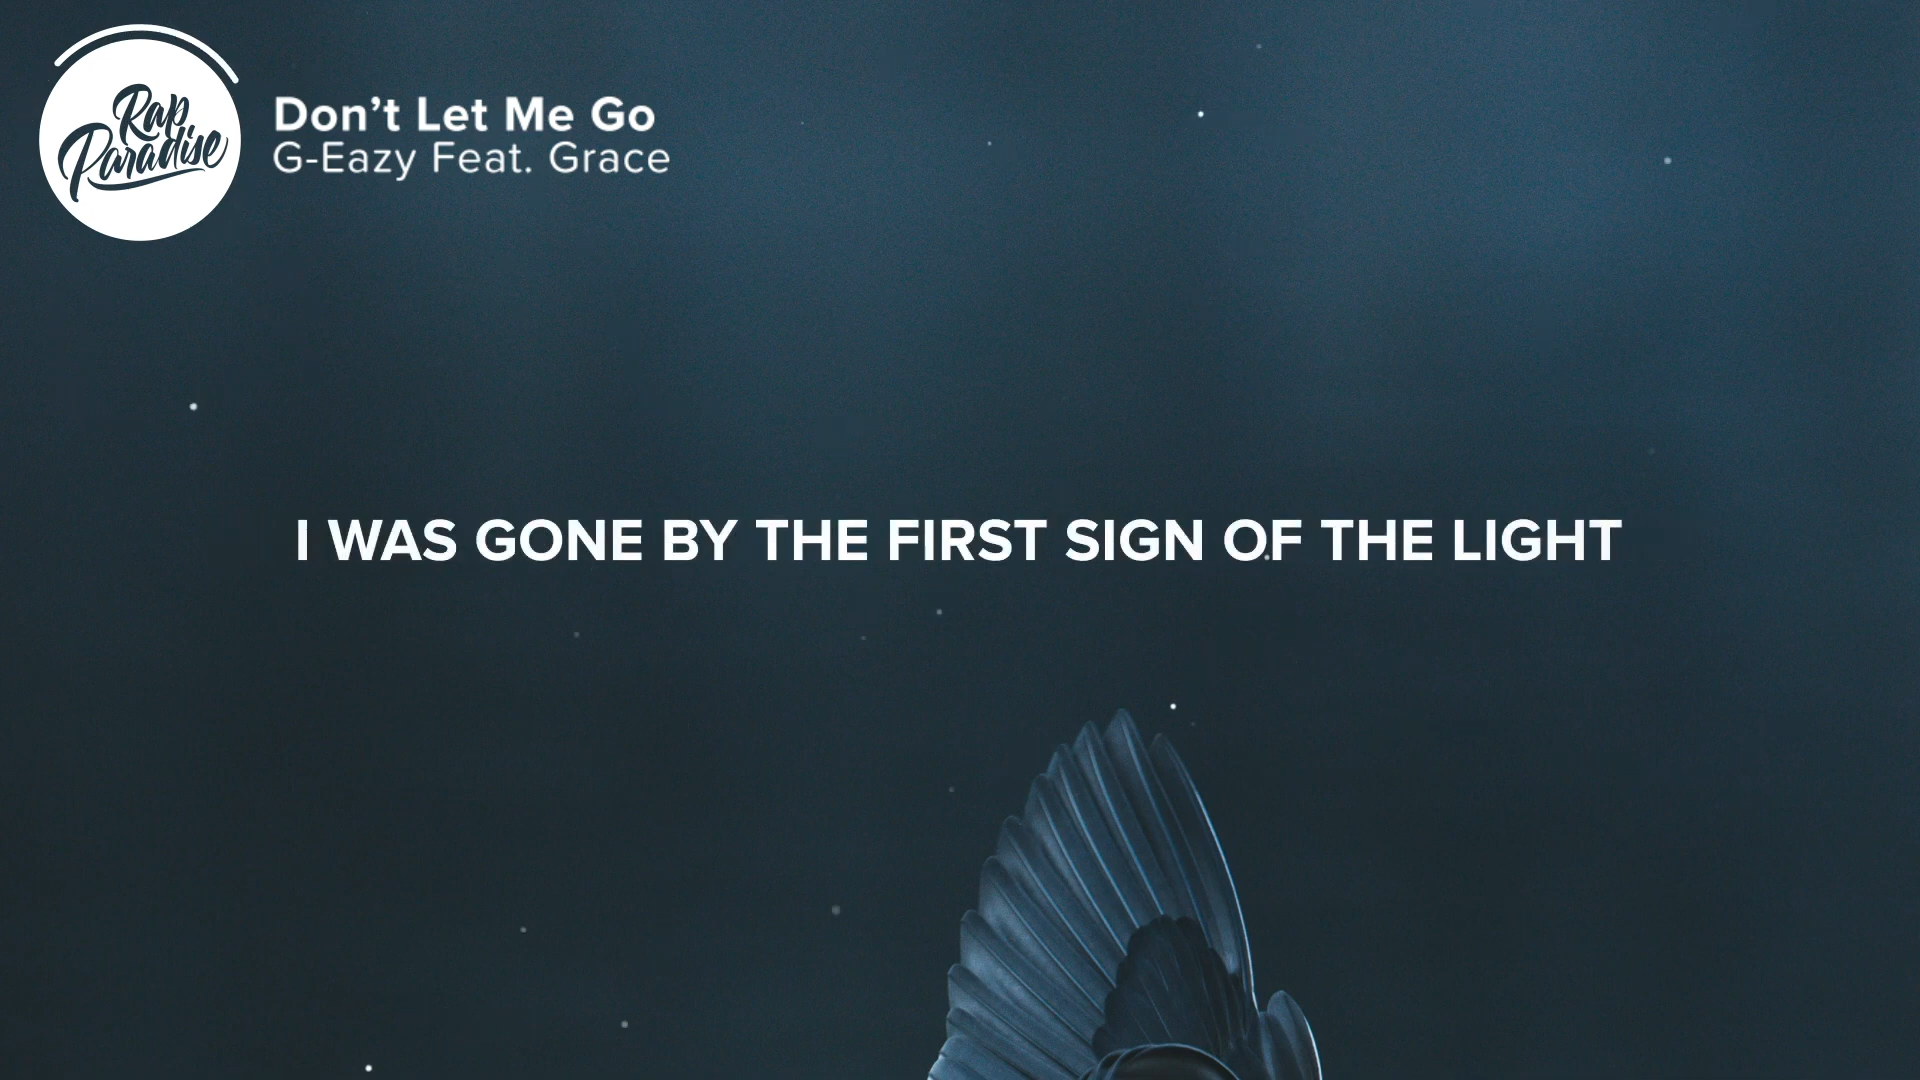 Rap
Paradise
Don't Let Me Go
G-Eazy Feat. Grace
I WAS GONE BY THE FIRST SIGN OF THE LIGHT